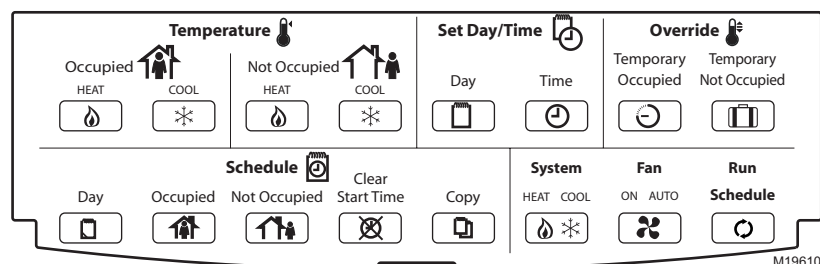 Temperature
Set Day/Time
Override
Occupied
HEAT COOL
Not Occupied
HEAT COOL
Day
Time
Temporary
Occupied
Temporary
Not Occupied
Schedule
Day
Occupied
Not Occupied
Clear
Start Time
Copy
System
HEAT COOL
Fan
ON AUTO
Run
Schedule
M19610